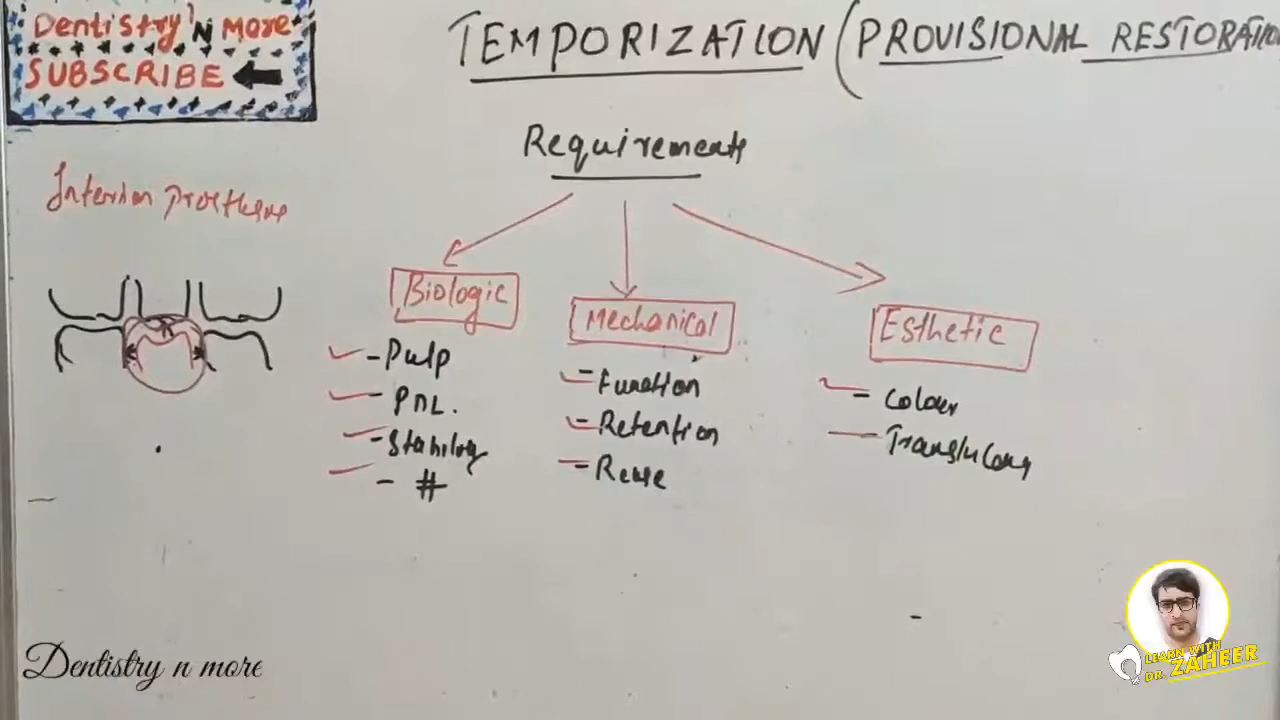 Dentistry'N More
SUBSCRIBE
TEMPORIZATION (PROVISIONAL RESTORATION
Requirements
Interim prosthesis
Biologic
- Pulp
- PDL.
- Stability
- #
Mechanical
- Function
- Retention
- Reuse
Esthetic
- Colour
- Translucency
Dentistry n more
LEARN WITH
DR. ZAHEER